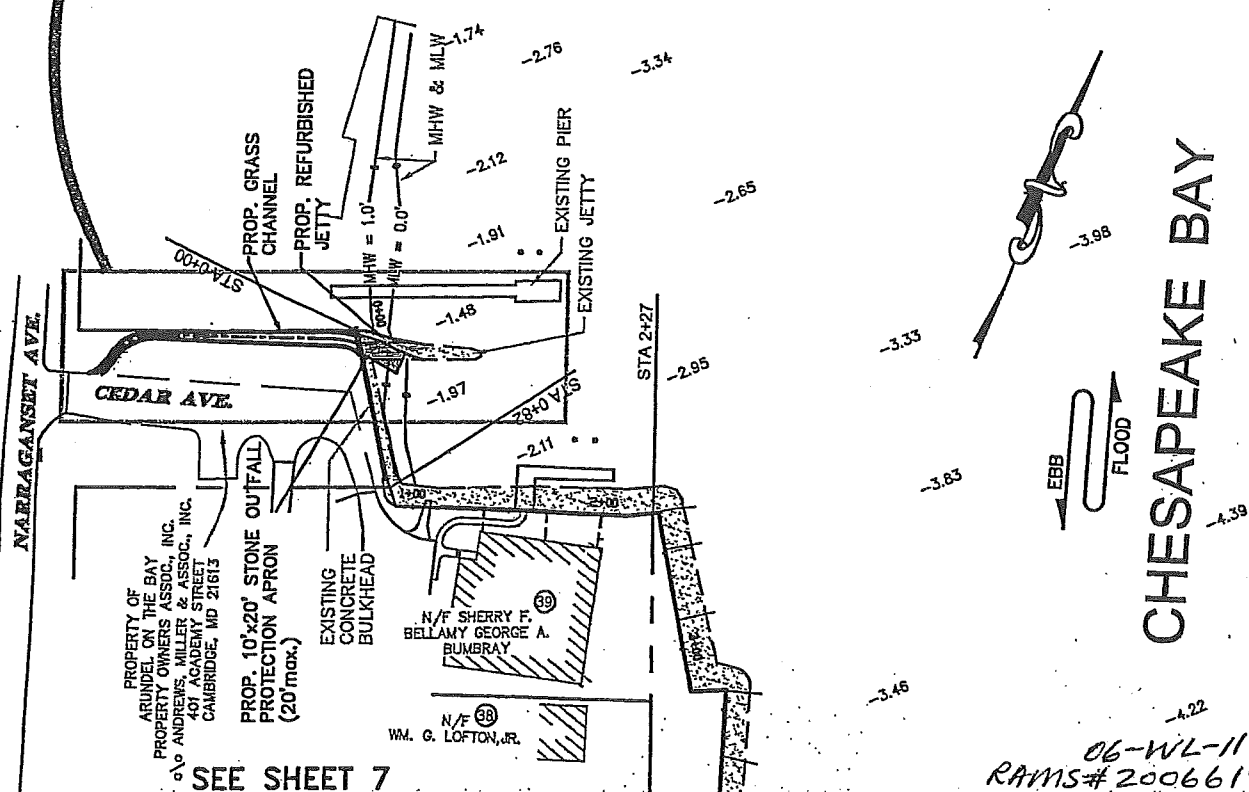 -1.74
-2.76
-3.34
MHW & MLW
-2.12
-2.65
-1.91
-3.98
PROP. GRASS
CHANNEL
PROP. REFURBISHED
JETTY
MHW = 1.0'
MLW = 0.0'
EXISTING PIER
EXISTING JETTY
STA 0+00
0+00
-1.48
-1.97
STA 0+82
STA 2+27
-2.95
-3.33
-2.11
-3.83
-4.39
NARRAGANSET AVE.
CEDAR AVE.
PROPERTY OF
ARUNDEL ON THE BAY
PROPERTY OWNERS ASSOC., INC.
c/o ANDREWS, MILLER & ASSOC., INC.
401 ACADEMY STREET
CAMBRIDGE, MD 21613
PROP. 10'x20' STONE OUTFALL
PROTECTION APRON
(20'max.)
EXISTING
CONCRETE
BULKHEAD
1+00
2+00
39
N/F SHERRY F.
BELLAMY GEORGE A.
BUMBRAY
38
N/F
WM. G. LOFTON, JR.
-3.46
-4.22
EBB
FLOOD
CHESAPEAKE BAY
SEE SHEET 7
06-WL-11
RAMS# 200661